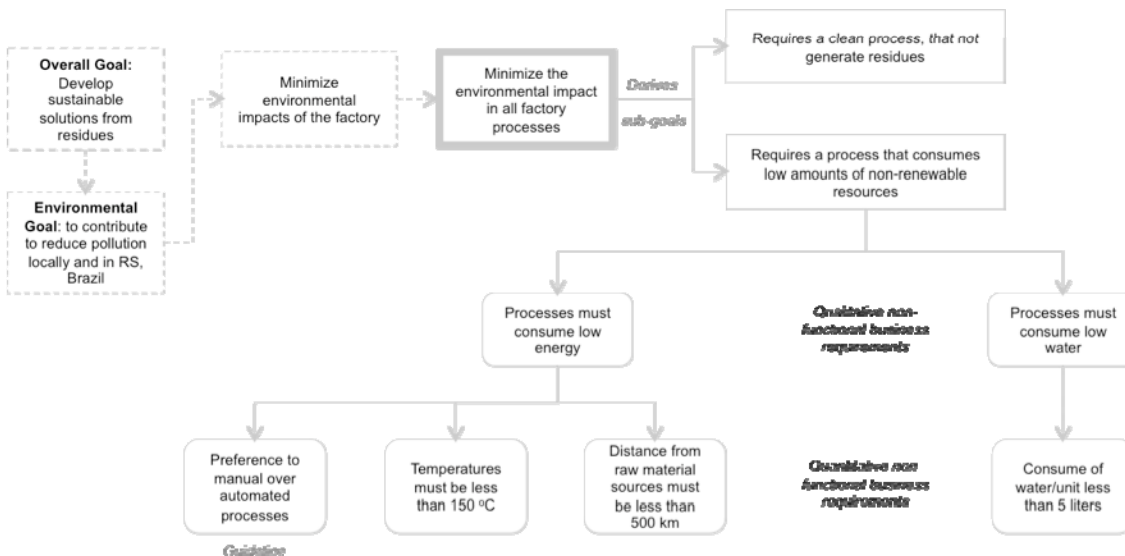 Overall Goal:
Develop
sustainable
solutions from
residues
Environmental
Goal: to contribute
to reduce pollution
locally and in RS,
Brazil
Minimize
environmental
impacts of the factory
Minimize the
environmental impact
in all factory
processes
Derives
sub-goals
Requires a clean process, that not
generate residues
Requires a process that consumes
low amounts of non-renewable
resources
Processes must
consume low
energy
Qualitative non-
functional business
requirements
Processes must
consume low
water
Preference to
manual over
automated
processes
Guidation
Temperatures
must be less
than 150 ºC
Distance from
raw material
sources must
be less than
500 km
Quantitative non
functional business
requirements
Consume of
water/unit less
than 5 liters